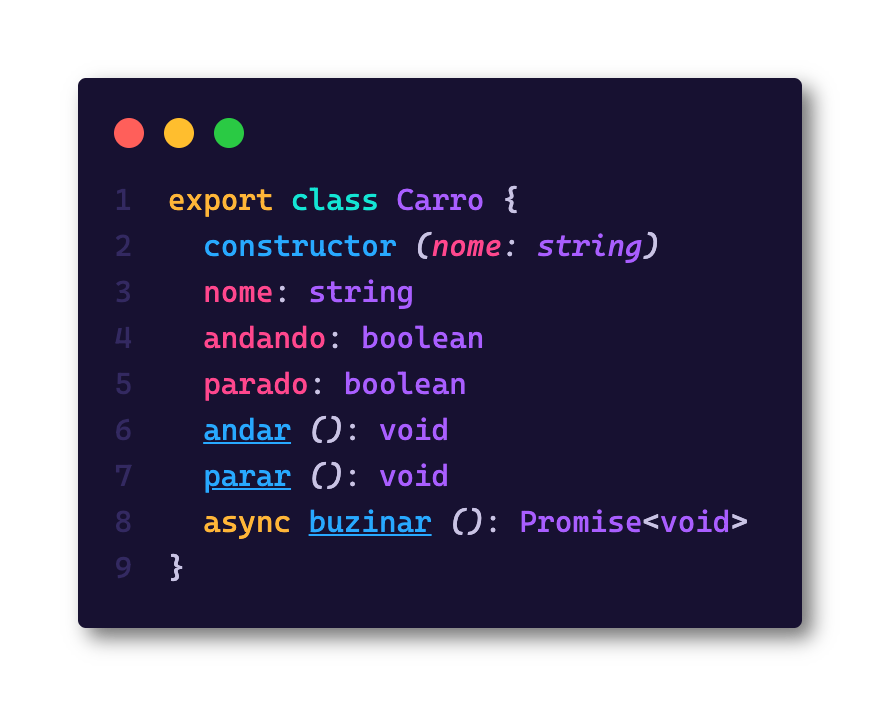 1 export class Carro {
2   constructor (nome: string)
3   nome: string
4   andando: boolean
5   parado: boolean
6   andar (): void
7   parar (): void
8   async buzinar (): Promise<void>
9 }